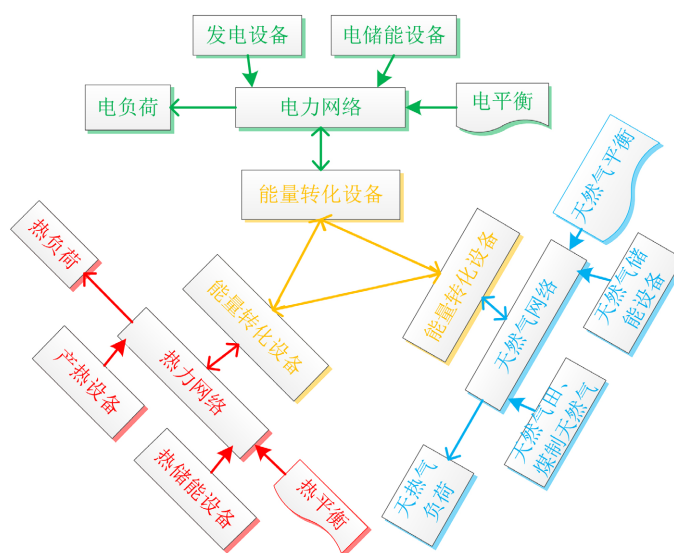 发电设备
电储能设备
电负荷
电力网络
电平衡
能量转化设备
天然气平衡
热负荷
能量转化设备
能量转化设备
天然气网络
天然气储
能设备
产热设备
热力网络
天然气田、
煤制天然气
热储能设备
热平衡
天热气
负荷